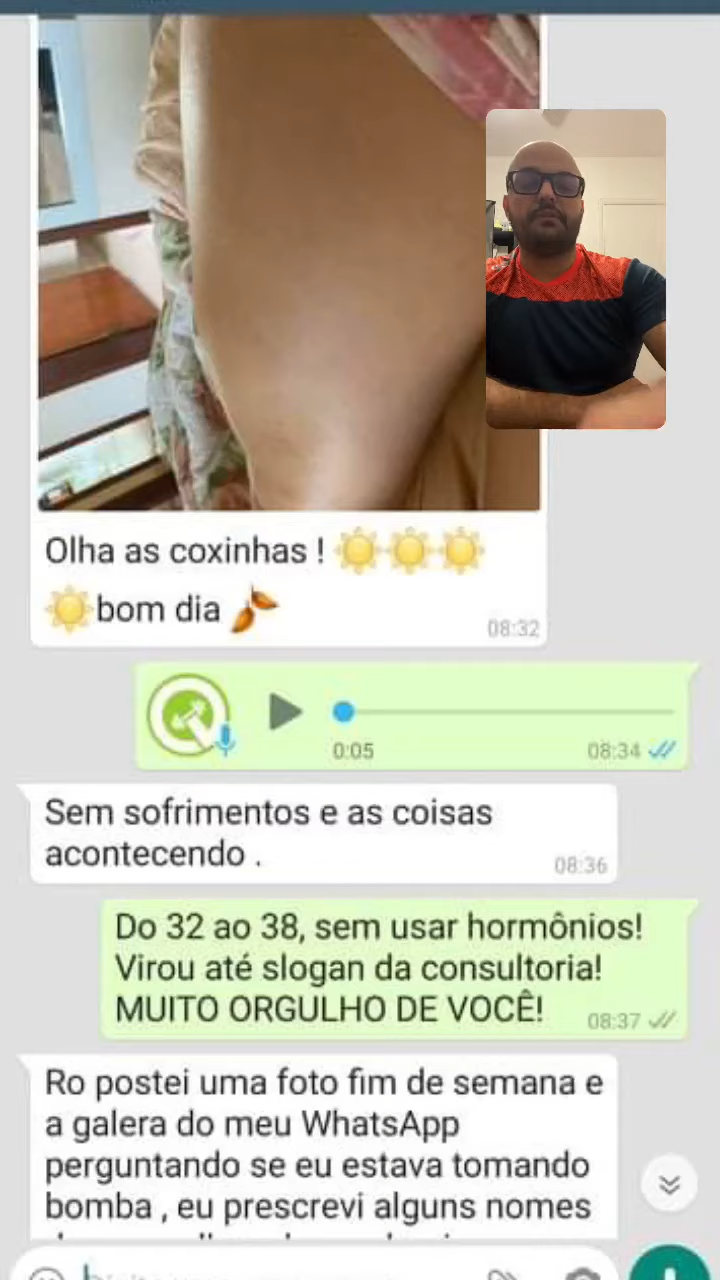 Olha as coxinhas !
bom dia
08:32
0:05
08:34
Sem sofrimentos e as coisas
acontecendo .
08:36
Do 32 ao 38, sem usar hormônios!
Virou até slogan da consultoria!
MUITO ORGULHO DE VOCÊ!
08:37
Ro postei uma foto fim de semana e
a galera do meu WhatsApp
perguntando se eu estava tomando
bomba , eu prescrevi alguns nomes